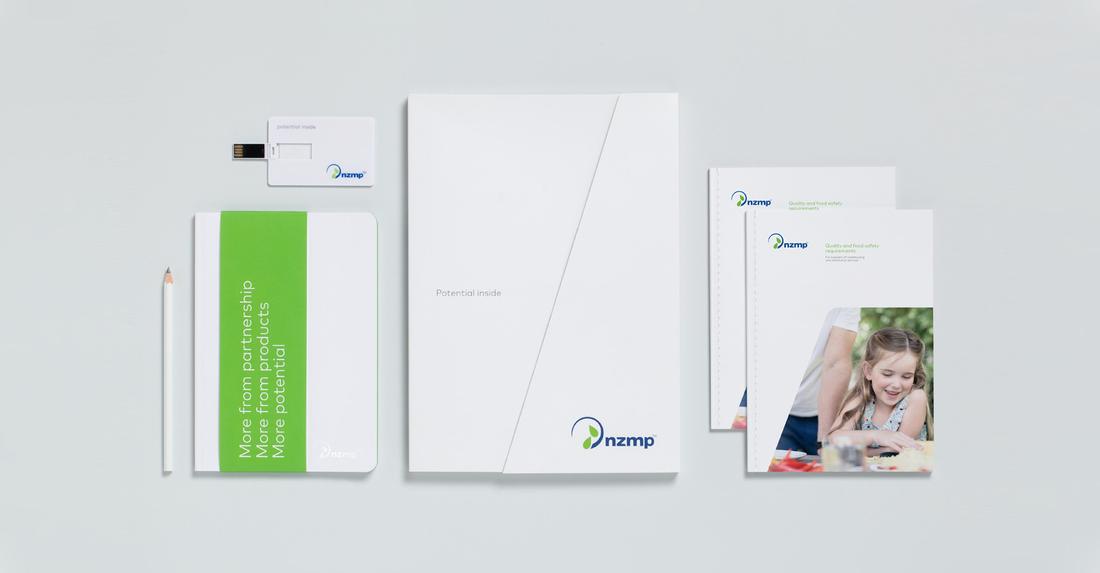 potential inside
nzmp
More from partnership
More from products
More potential
nzmp
Potential inside
nzmp
nzmp
Quality and food safety
requirements
nzmp
Quality and food safety
requirements